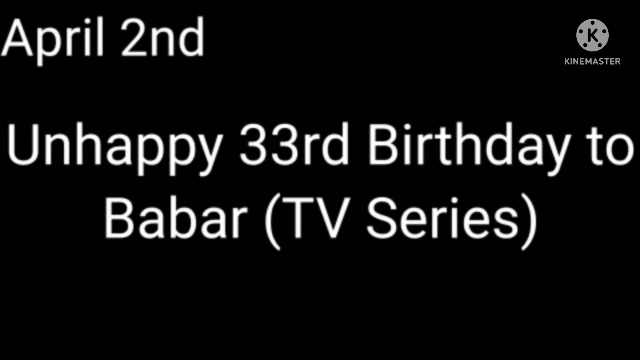 April 2nd
KINEMASTER
Unhappy 33rd Birthday to
Babar (TV Series)